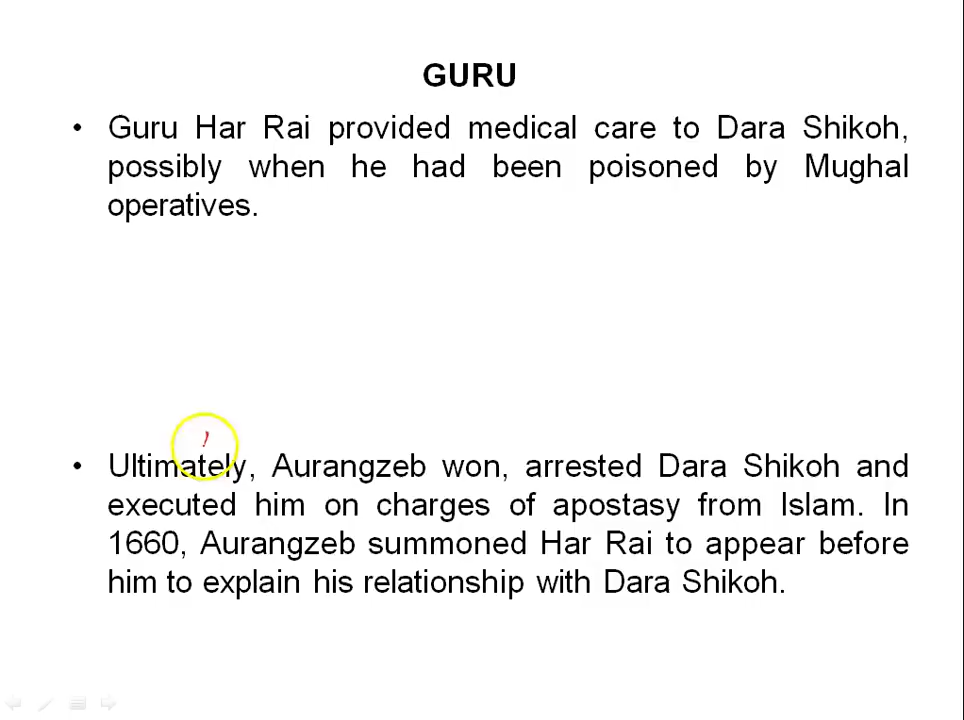 GURU
• Guru Har Rai provided medical care to Dara Shikoh,
possibly when he had been poisoned by Mughal
operatives.
• Ultimately, Aurangzeb won, arrested Dara Shikoh and
executed him on charges of apostasy from Islam. In
1660, Aurangzeb summoned Har Rai to appear before
him to explain his relationship with Dara Shikoh.